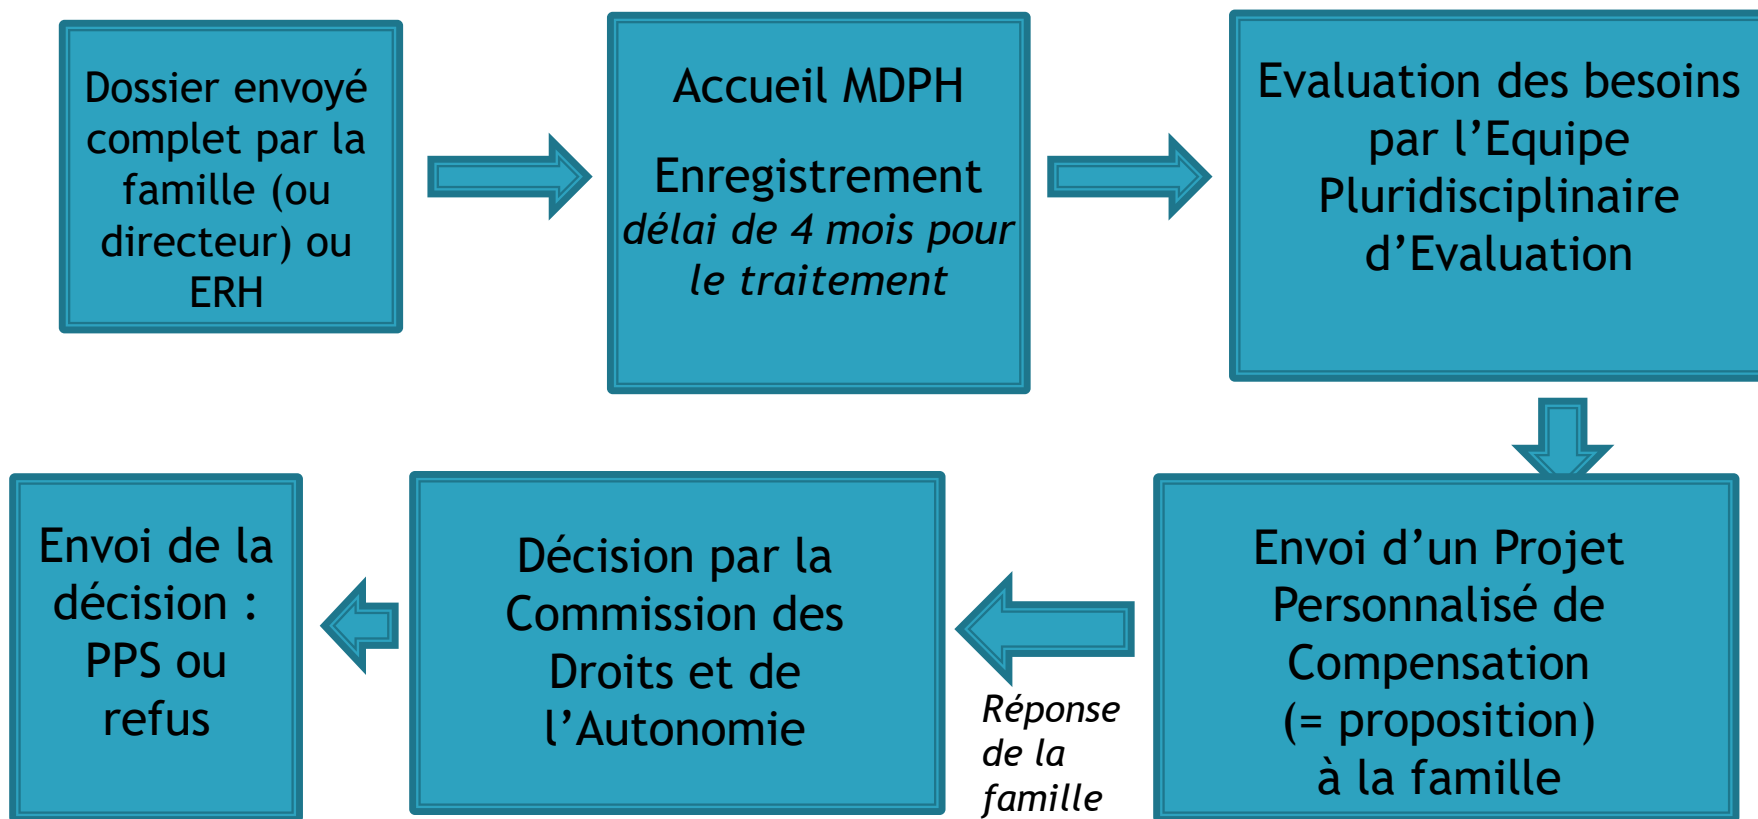 Dossier envoyé
complet par la
famille (ou
directeur) ou
ERH
Accueil MDPH
Enregistrement
délai de 4 mois pour
le traitement
Evaluation des besoins
par l’Equipe
Pluridisciplinaire
d’Evaluation
Envoi d’un Projet
Personnalisé de
Compensation
(= proposition)
à la famille
Réponse
de la
famille
Décision par la
Commission des
Droits et de
l’Autonomie
Envoi de la
décision :
PPS ou
refus